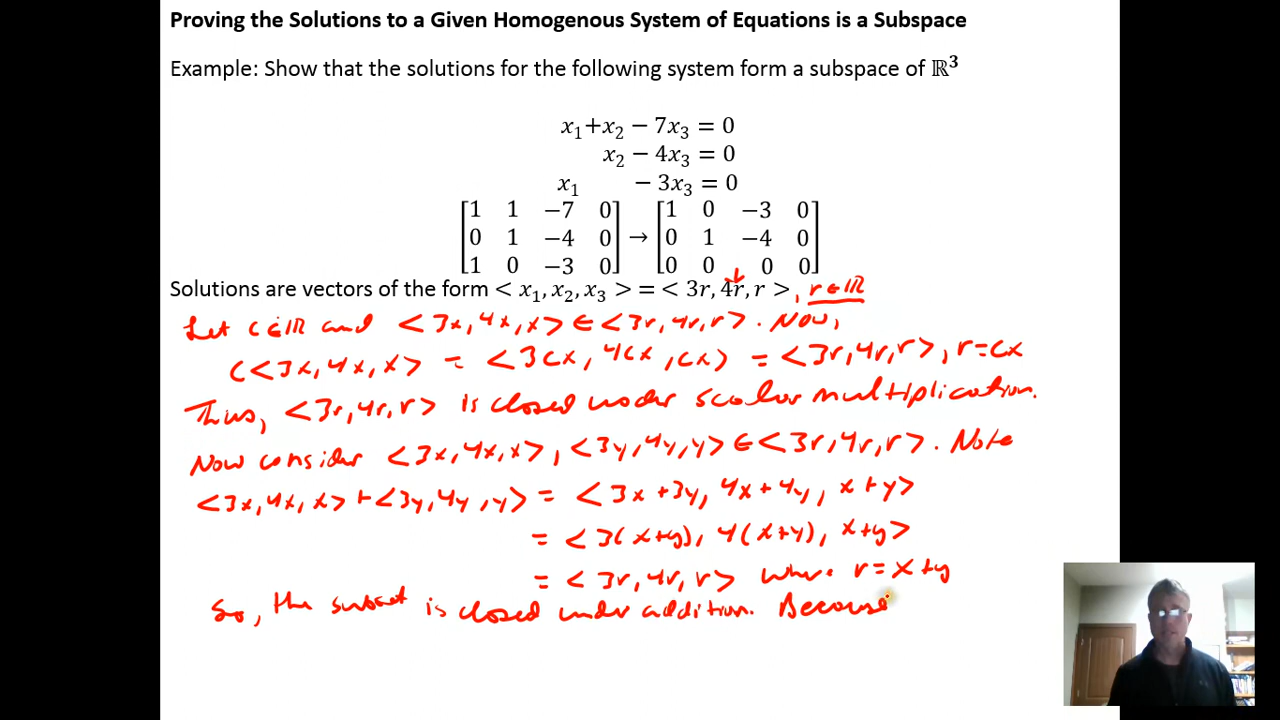 Proving the Solutions to a Given Homogenous System of Equations is a Subspace
Example: Show that the solutions for the following system form a subspace of ℝ³
x₁+x₂ − 7x₃ = 0
x₂ − 4x₃ = 0
x₁ − 3x₃ = 0
[1 1 −7 0] [1 0 −3 0]
[0 1 −4 0] → [0 1 −4 0]
[1 0 −3 0] [0 0 0 0]
Solutions are vectors of the form < x₁, x₂, x₃ > = < 3r, 4r, r >, r∈ℝ
Let c∈ℝ and <3x,4x,x> ∈ <3r,4r,r>. Now,
c<3x,4x,x> = <3cx, 4cx, cx> = <3r,4r,r>, r=cx
Thus, <3r,4r,r> is closed under scalar multiplication.
Now consider <3x,4x,x>, <3y,4y,y> ∈ <3r,4r,r>. Note
<3x,4x,x> + <3y,4y,y> = <3x+3y, 4x+4y, x+y>
= <3(x+y), 4(x+y), x+y>
= <3r,4r,r> where r=x+y
So, the subset is closed under addition. Because